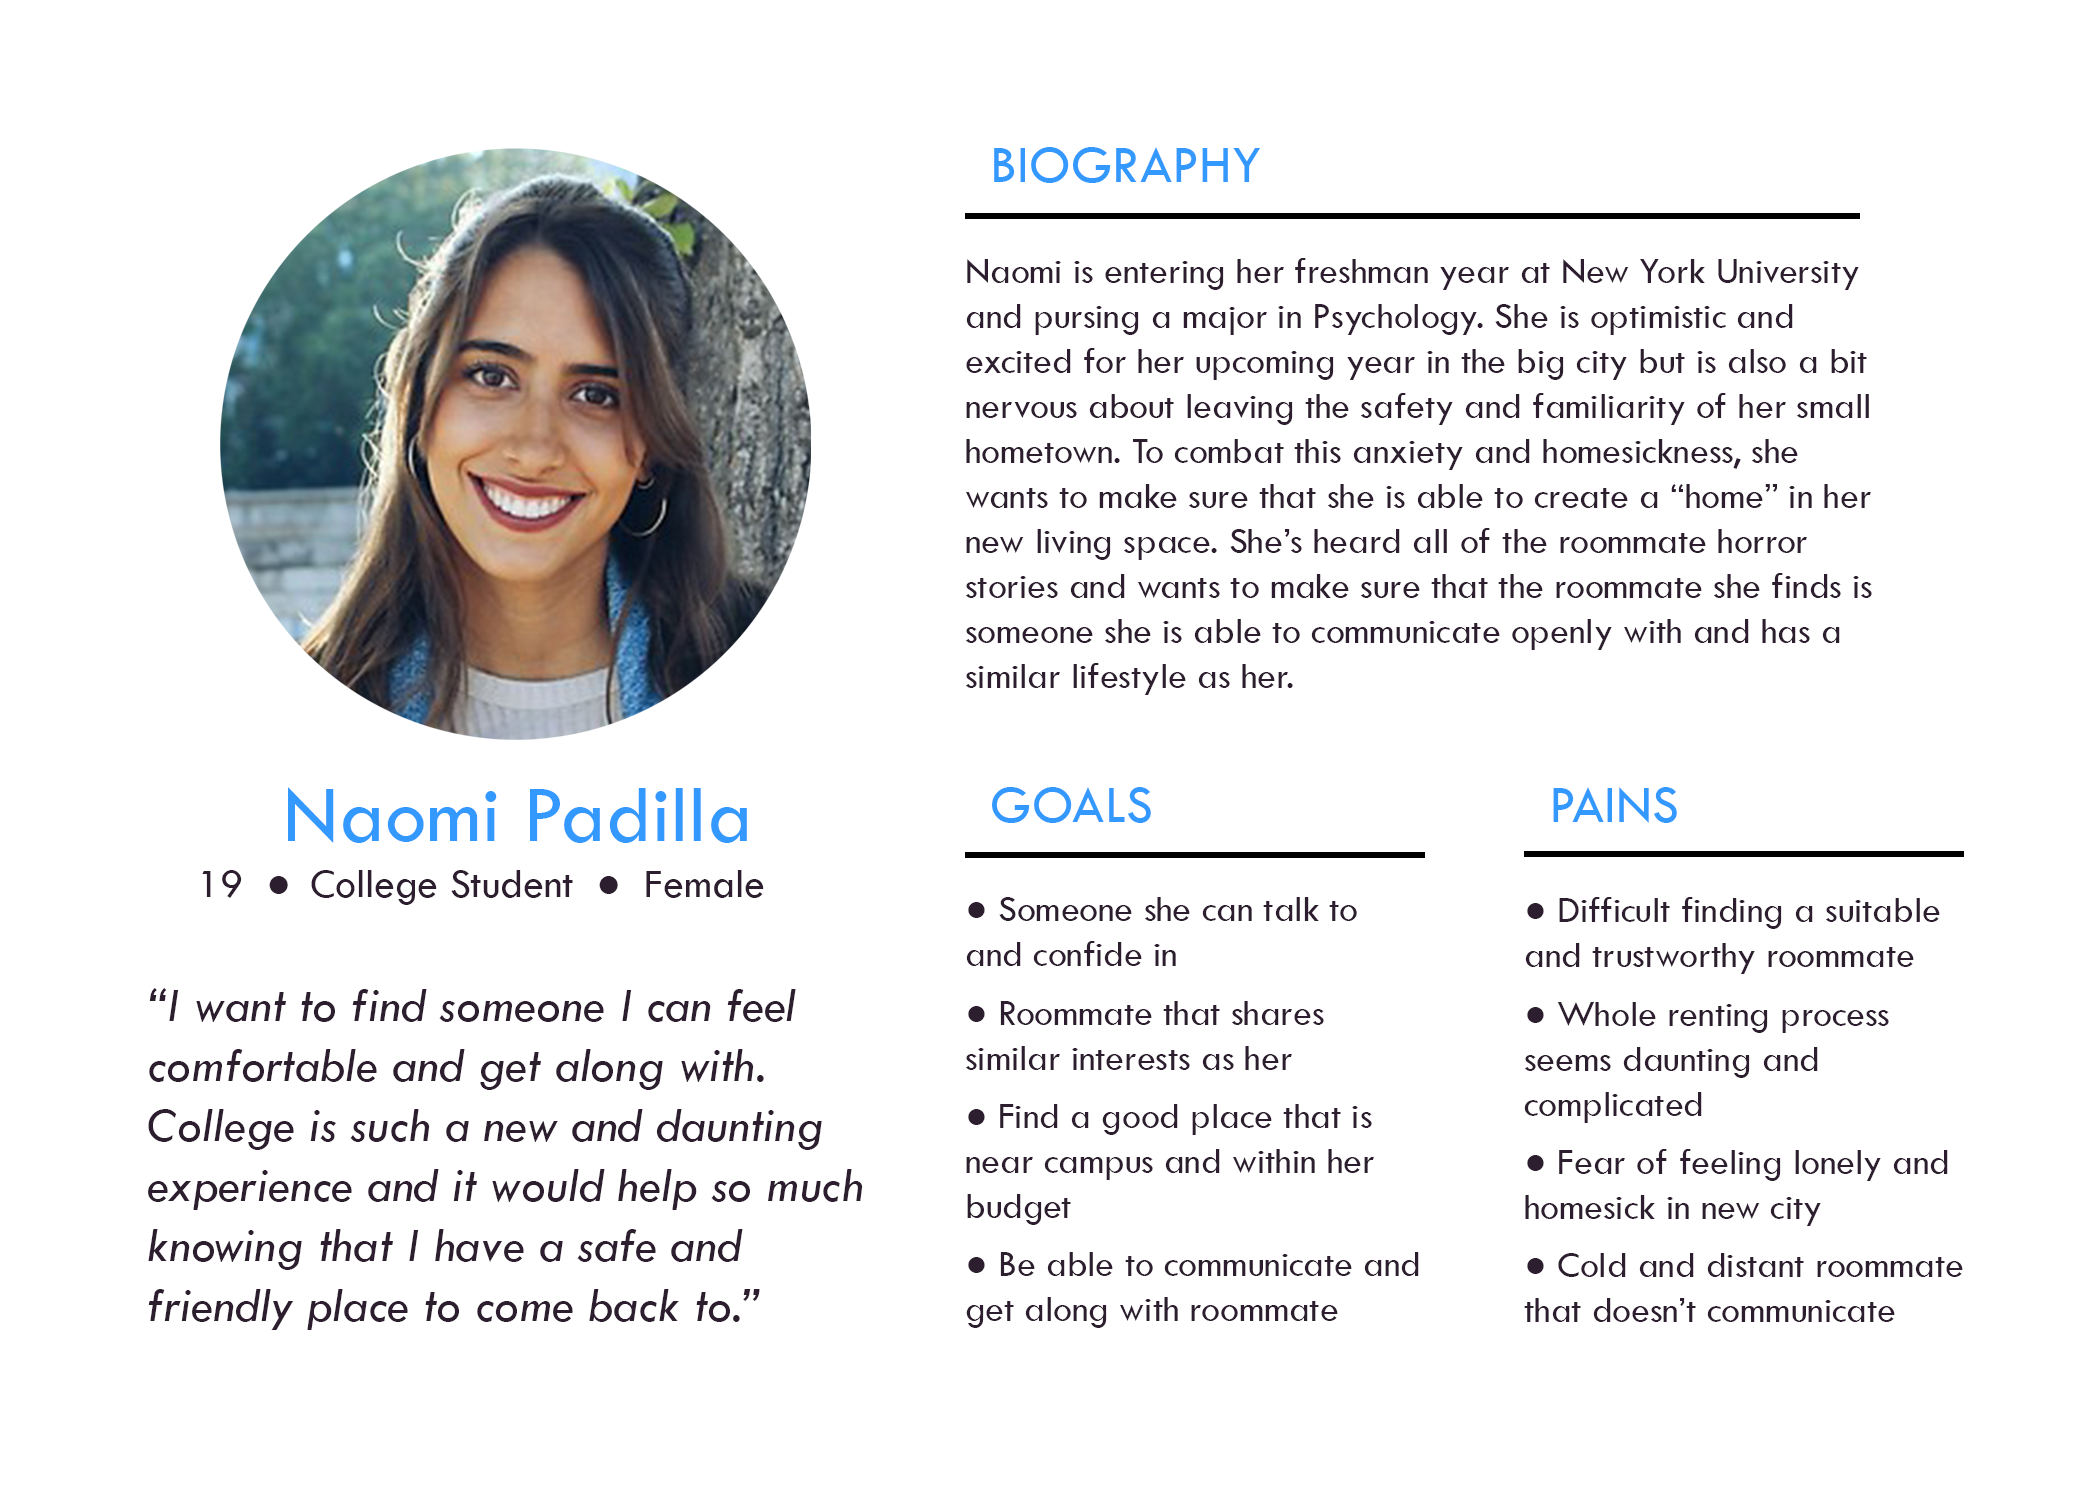 Naomi Padilla
19 ● College Student ● Female
“I want to find someone I can feel
comfortable and get along with.
College is such a new and daunting
experience and it would help so much
knowing that I have a safe and
friendly place to come back to.”
BIOGRAPHY
Naomi is entering her freshman year at New York University
and pursing a major in Psychology. She is optimistic and
excited for her upcoming year in the big city but is also a bit
nervous about leaving the safety and familiarity of her small
hometown. To combat this anxiety and homesickness, she
wants to make sure that she is able to create a “home” in her
new living space. She’s heard all of the roommate horror
stories and wants to make sure that the roommate she finds is
someone she is able to communicate openly with and has a
similar lifestyle as her.
GOALS
● Someone she can talk to
and confide in
● Roommate that shares
similar interests as her
● Find a good place that is
near campus and within her
budget
● Be able to communicate and
get along with roommate
PAINS
● Difficult finding a suitable
and trustworthy roommate
● Whole renting process
seems daunting and
complicated
● Fear of feeling lonely and
homesick in new city
● Cold and distant roommate
that doesn’t communicate